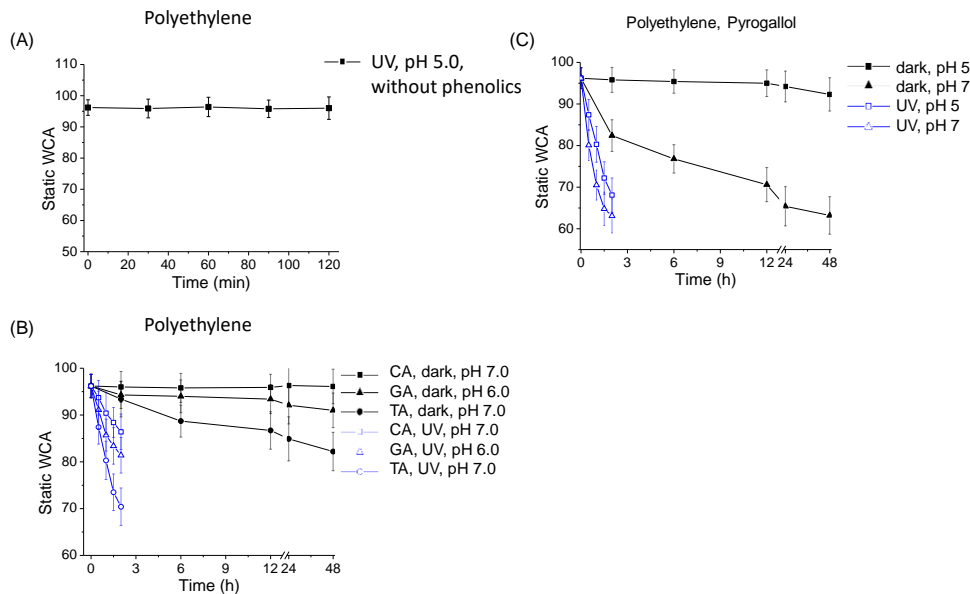 Polyethylene
(A)
UV, pH 5.0,
without phenolics
110
100
90
80
70
60
50
Static WCA
0 20 40 60 80 100 120
Time (min)
Polyethylene, Pyrogallol
(C)
dark, pH 5
dark, pH 7
UV, pH 5
UV, pH 7
100
90
80
70
60
Static WCA
0 3 6 9 12 24 48
Time (h)
Polyethylene
(B)
CA, dark, pH 7.0
GA, dark, pH 6.0
TA, dark, pH 7.0
CA, UV, pH 7.0
GA, UV, pH 6.0
TA, UV, pH 7.0
100
90
80
70
60
Static WCA
0 3 6 9 12 24 48
Time (h)